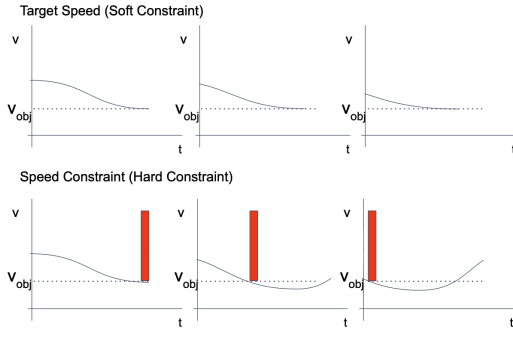 Target Speed (Soft Constraint)
v v v
Vobj Vobj Vobj
t t t
Speed Constraint (Hard Constraint)
v v v
Vobj Vobj Vobj
t t t